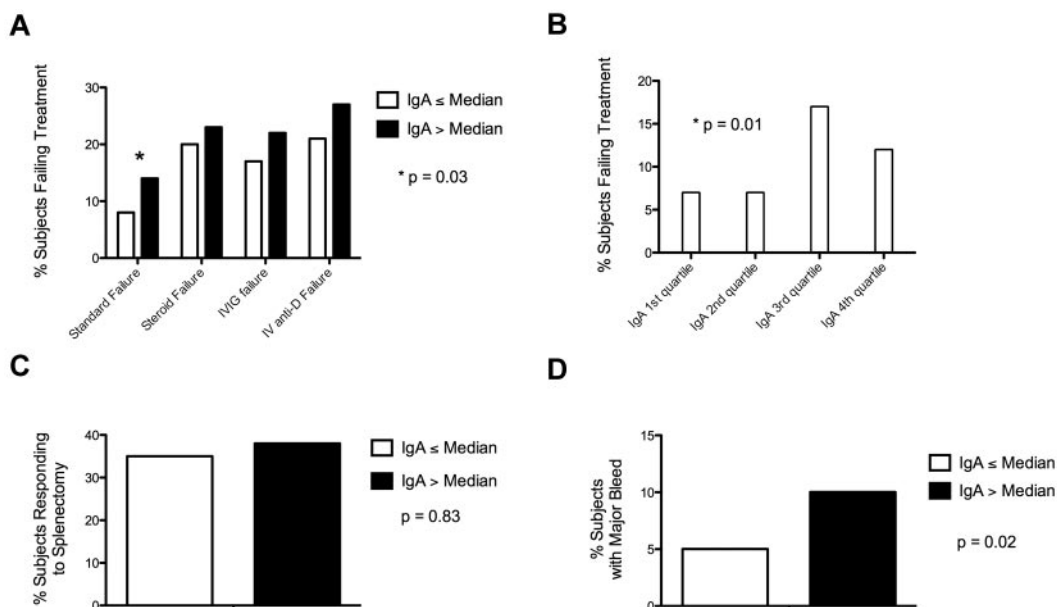 A
% Subjects Failing Treatment
30
20
10
0
*
IgA ≤ Median
IgA > Median
* p = 0.03
Standard Failure
Steroid Failure
IVIG failure
IV anti-D Failure
B
% Subjects Failing Treatment
20
15
10
5
0
* p = 0.01
IgA 1st quartile
IgA 2nd quartile
IgA 3rd quartile
IgA 4th quartile
C
% Subjects Responding
to Splenectomy
40
30
20
10
0
IgA ≤ Median
IgA > Median
p = 0.83
D
% Subjects
with Major Bleed
15
10
5
0
IgA ≤ Median
IgA > Median
p = 0.02